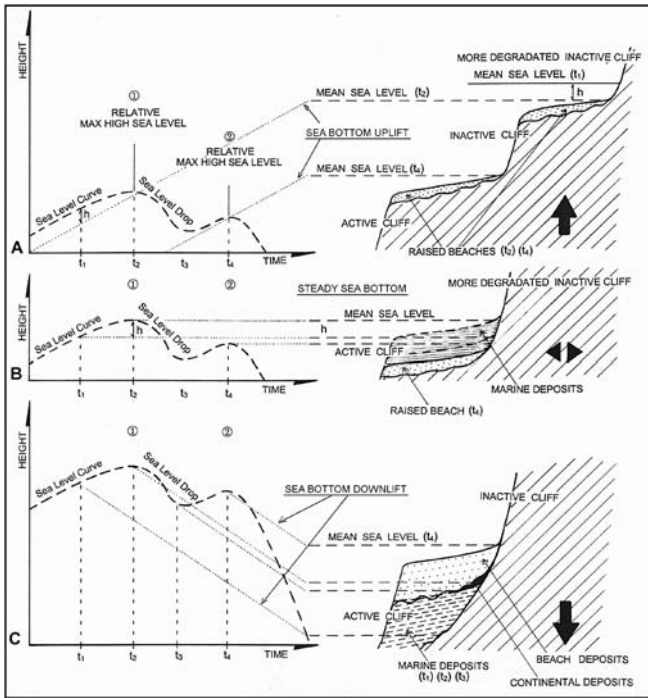 HEIGHT
①
RELATIVE
MAX HIGH SEA LEVEL
②
RELATIVE
MAX HIGH SEA LEVEL
Sea Level Curve
h
Sea Level Drop
A
t1
t2
t3
t4
TIME
MEAN SEA LEVEL (t2)
SEA BOTTOM UPLIFT
MEAN SEA LEVEL (t4)
MORE DEGRADATED INACTIVE CLIFF
MEAN SEA LEVEL (t1)
h
INACTIVE CLIFF
ACTIVE CLIFF
RAISED BEACHES (t2) (t4)
HEIGHT
①
②
Sea Level Curve
h
Sea Level Drop
B
t1
t2
t3
t4
TIME
STEADY SEA BOTTOM
MEAN SEA LEVEL
h
MORE DEGRADATED INACTIVE CLIFF
ACTIVE CLIFF
MARINE DEPOSITS
RAISED BEACH (t4)
HEIGHT
①
②
Sea Level Curve
Sea Level Drop
C
t1
t2
t3
t4
TIME
SEA BOTTOM DOWNLIFT
MEAN SEA LEVEL (t4)
INACTIVE CLIFF
ACTIVE CLIFF
MARINE DEPOSITS
(t1) (t2) (t3)
BEACH DEPOSITS
CONTINENTAL DEPOSITS